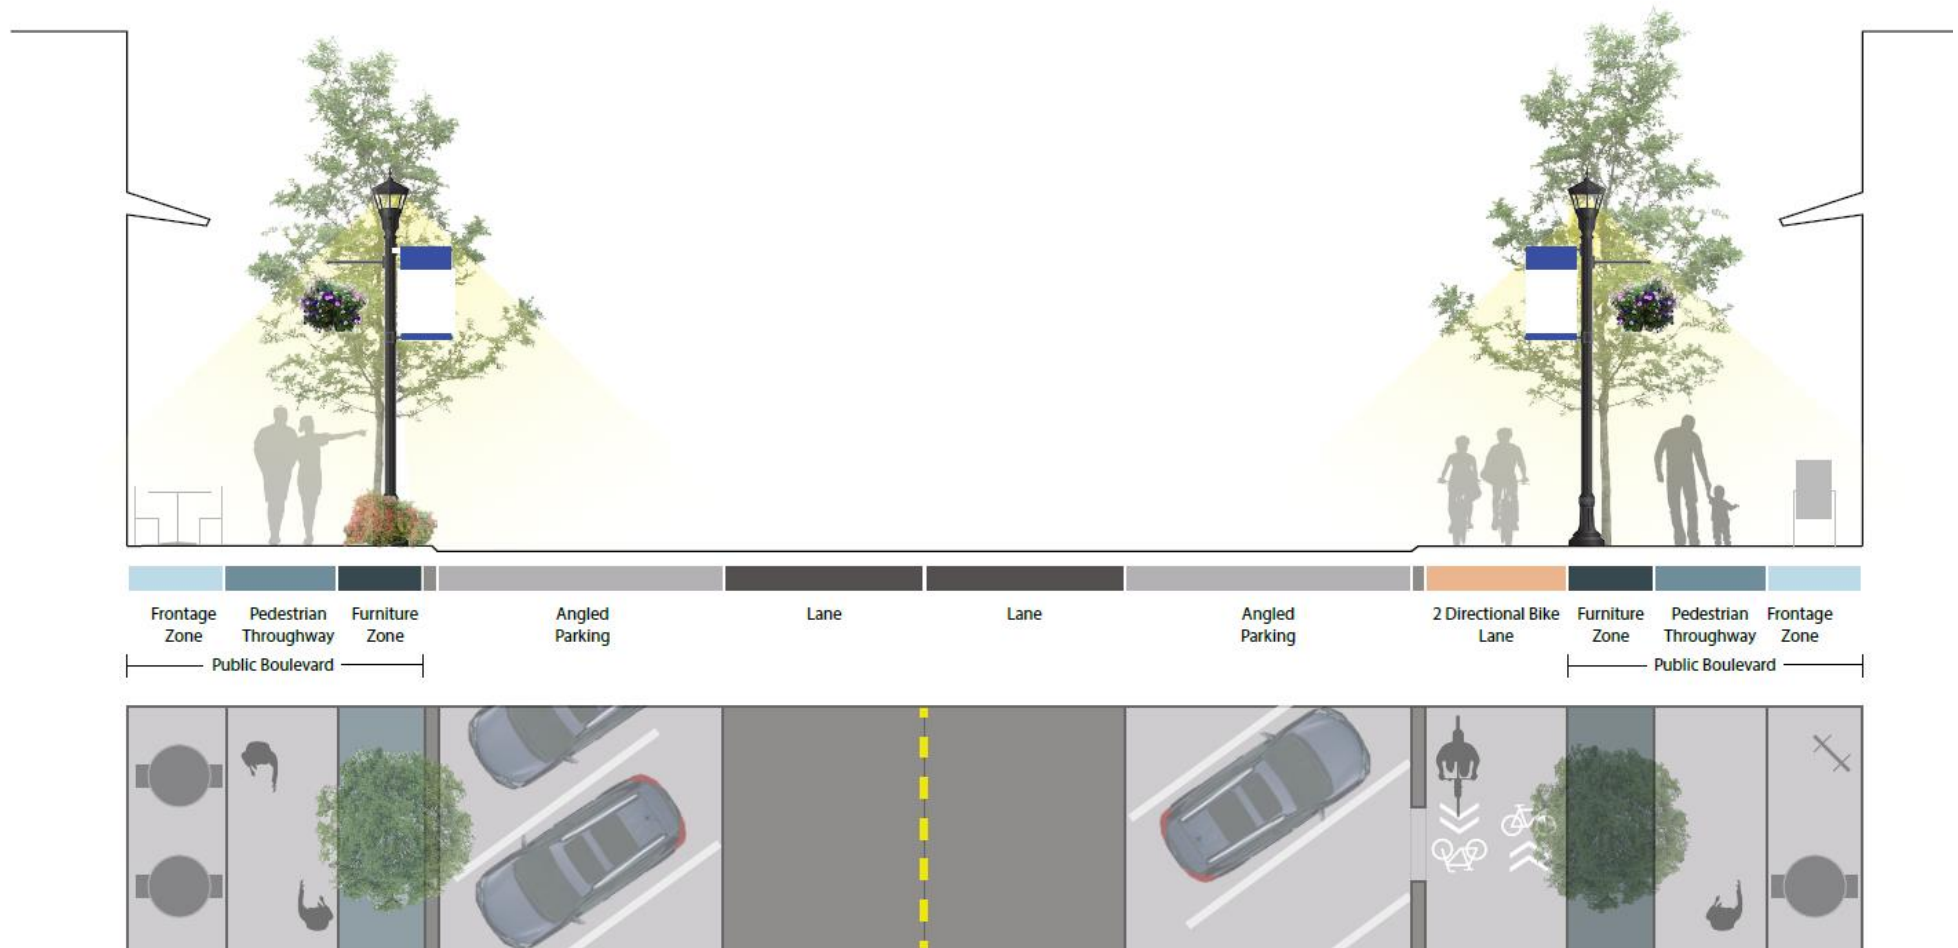 Frontage
Zone
Pedestrian
Throughway
Furniture
Zone
Angled
Parking
Lane
Lane
Angled
Parking
2 Directional Bike
Lane
Furniture
Zone
Pedestrian
Throughway
Frontage
Zone
Public Boulevard
Public Boulevard